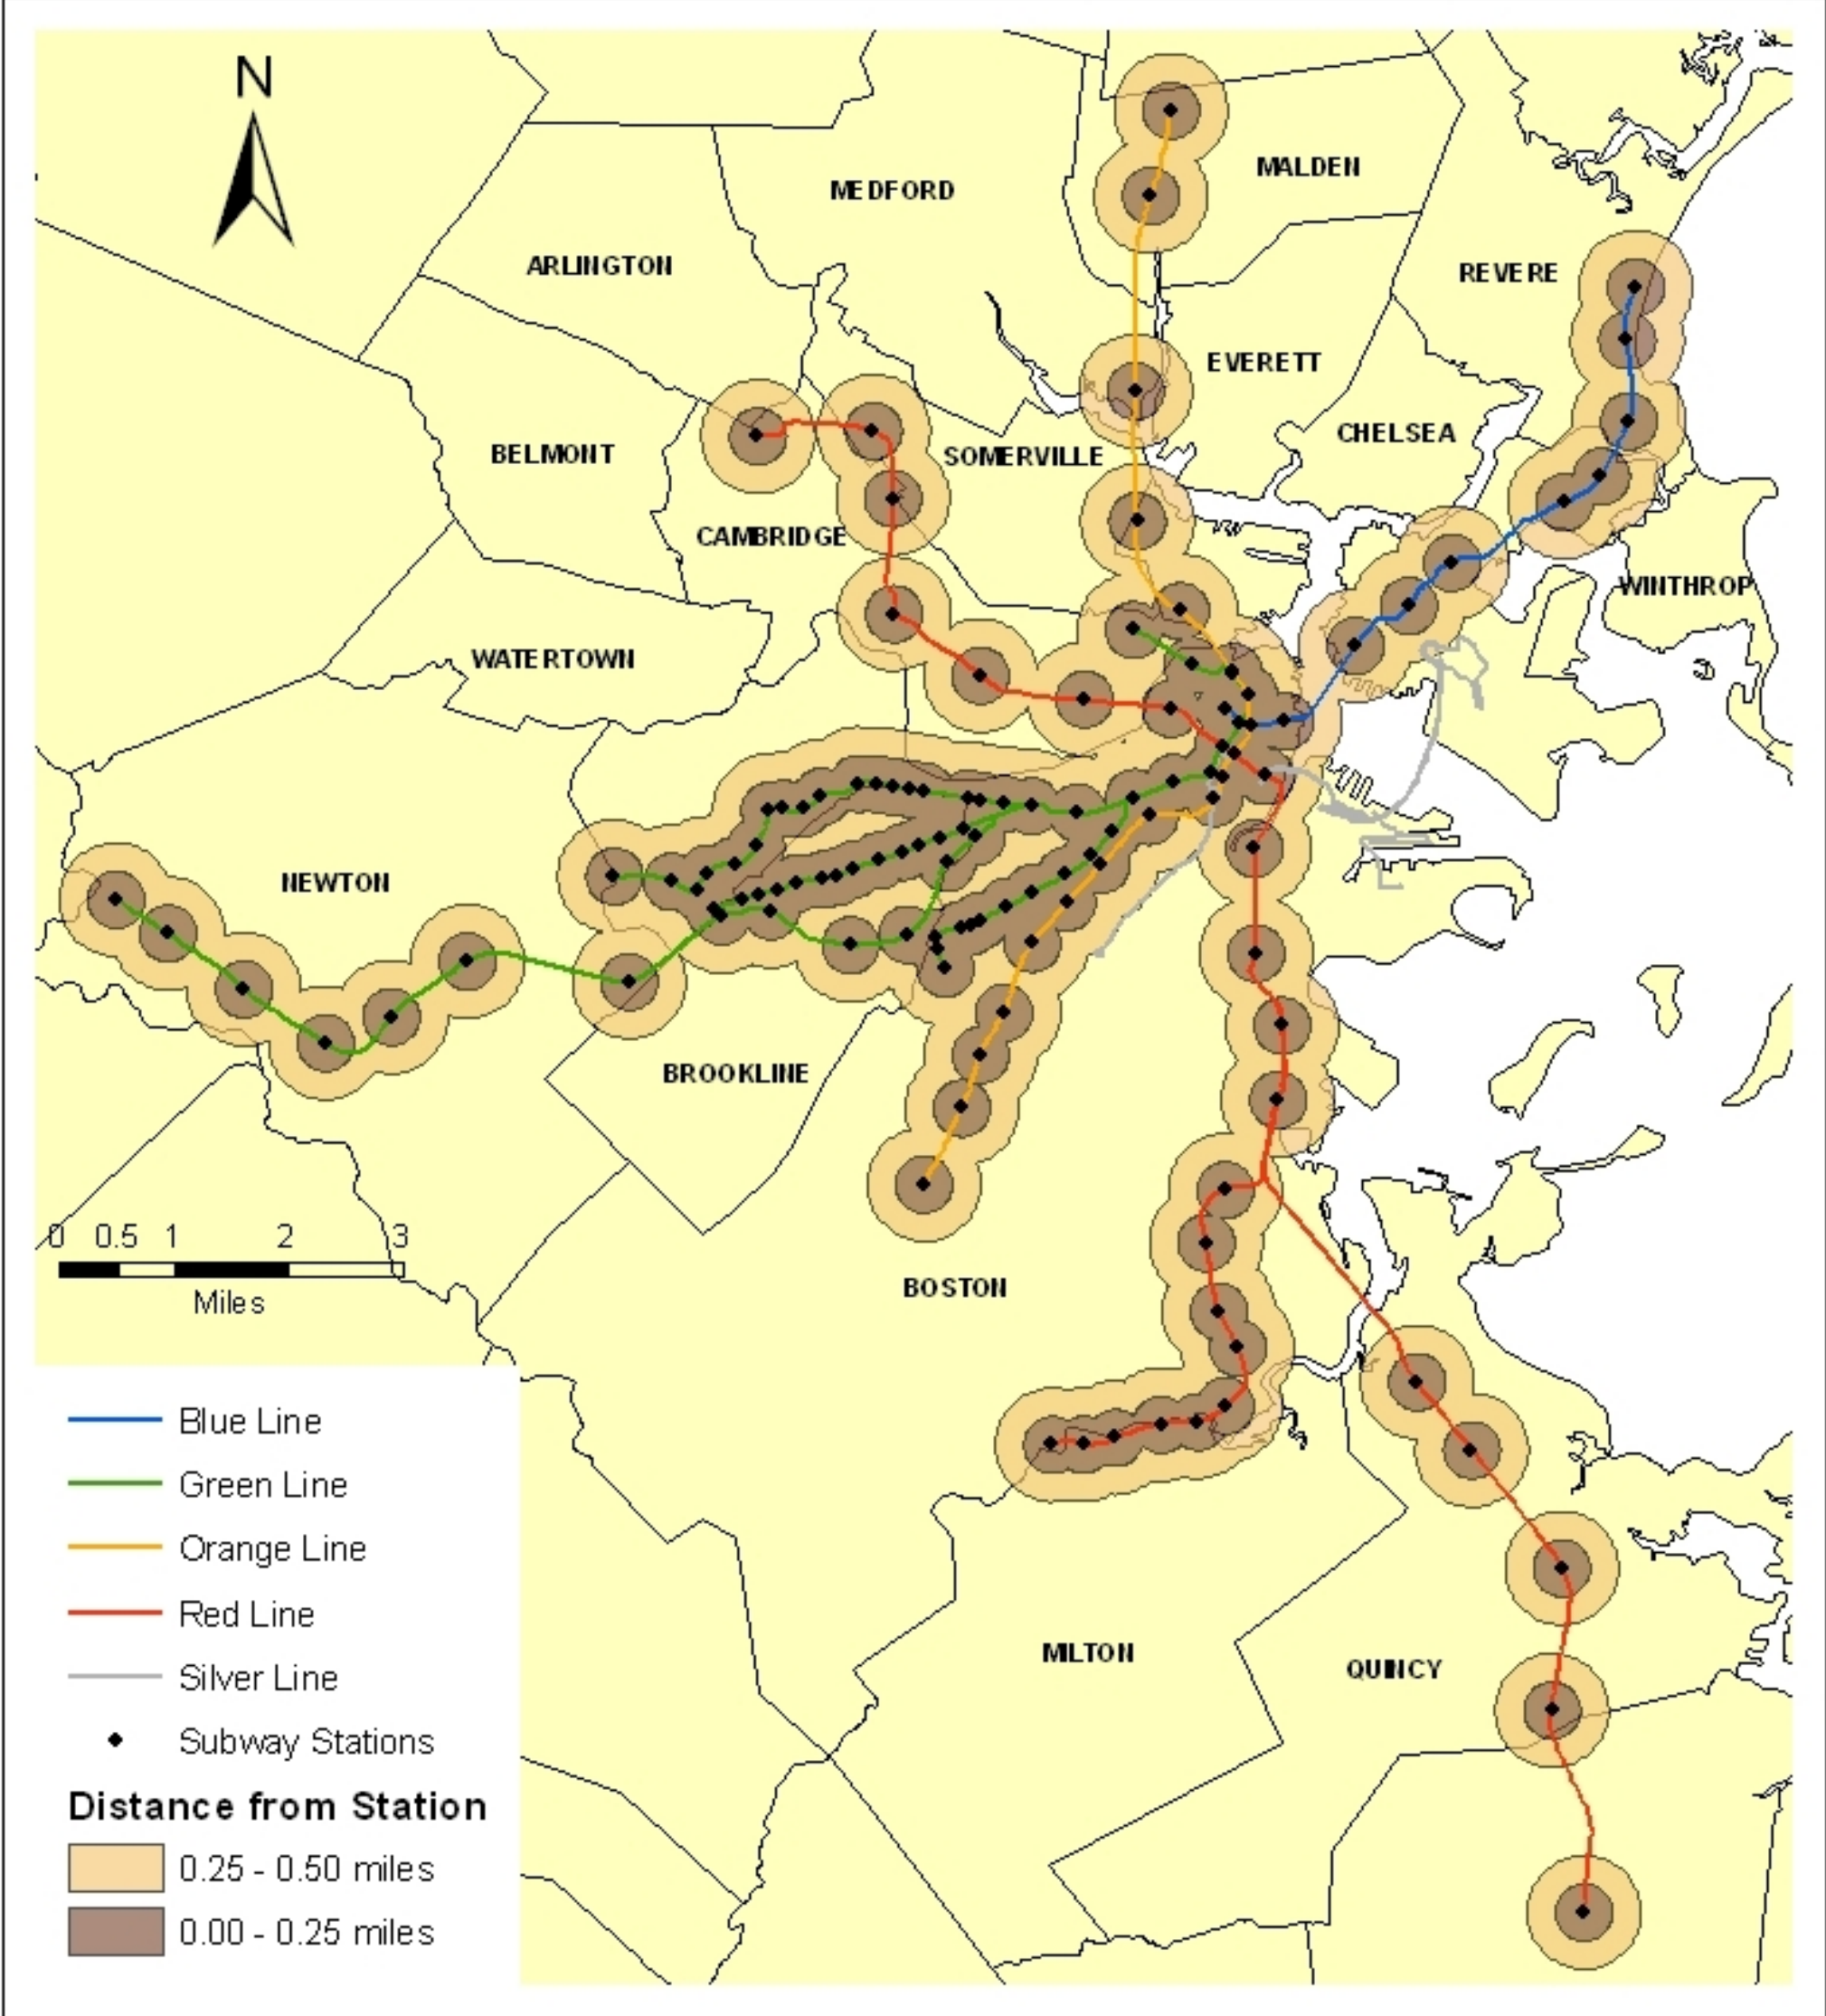 N
MALDEN
MEDFORD
ARLINGTON
REVERE
EVERETT
CHELSEA
BELMONT
SOMERVILLE
CAMBRIDGE
WINTHROP
WATERTOWN
NEWTON
BROOKLINE
BOSTON
0 0.5 1 2 3
Miles
MILTON
QUINCY
Blue Line
Green Line
Orange Line
Red Line
Silver Line
Subway Stations
Distance from Station
0.25 - 0.50 miles
0.00 - 0.25 miles